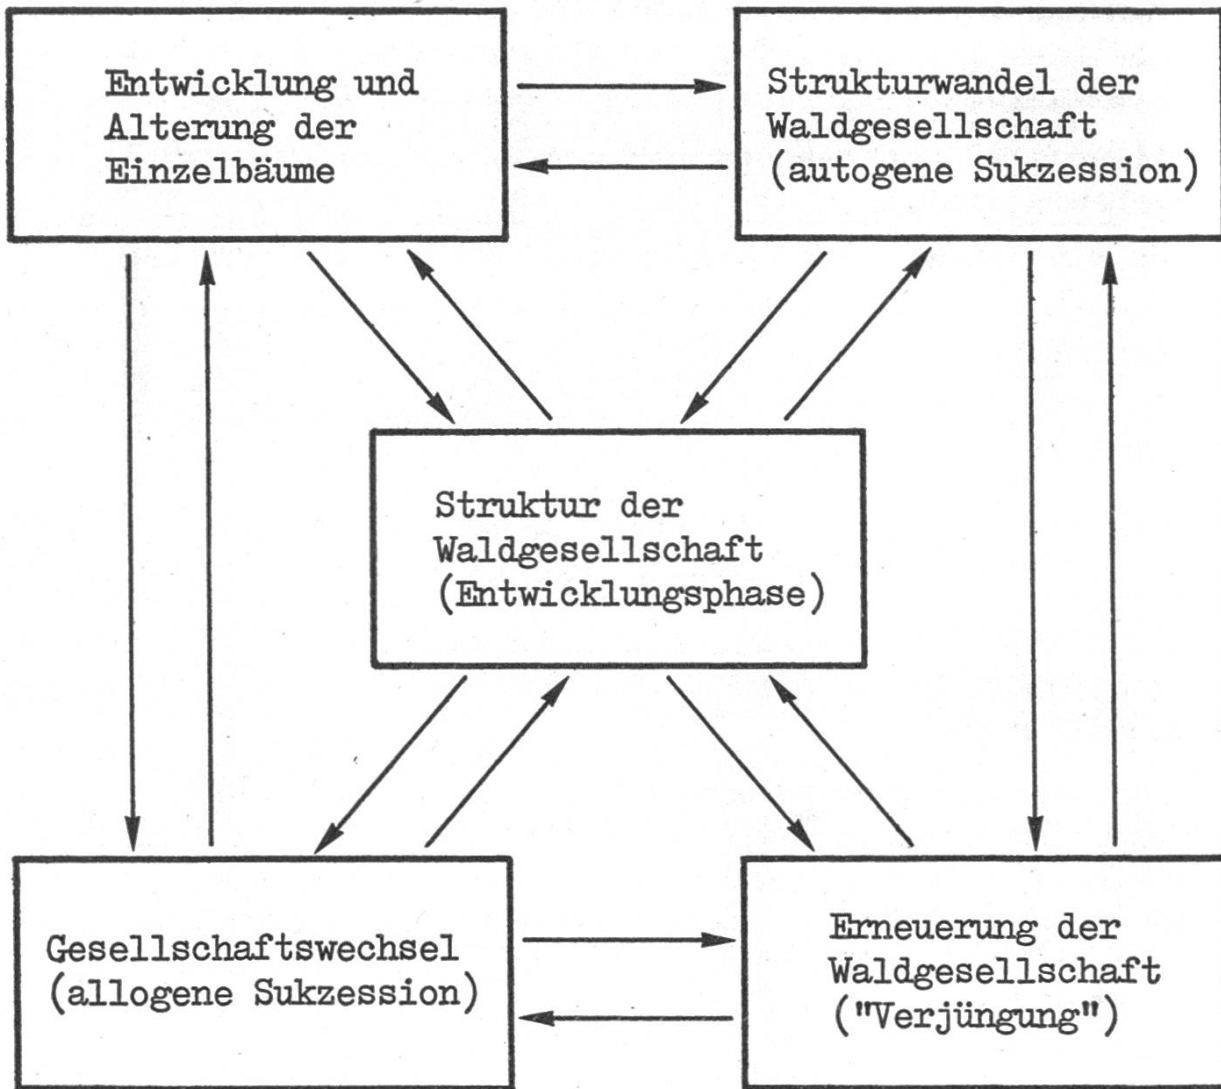 Entwicklung und
Alterung der
Einzelbäume
Strukturwandel der
Waldgesellschaft
(autogene Sukzession)
Struktur der
Waldgesellschaft
(Entwicklungsphase)
Gesellschaftswechsel
(allogene Sukzession)
Erneuerung der
Waldgesellschaft
("Verjüngung")